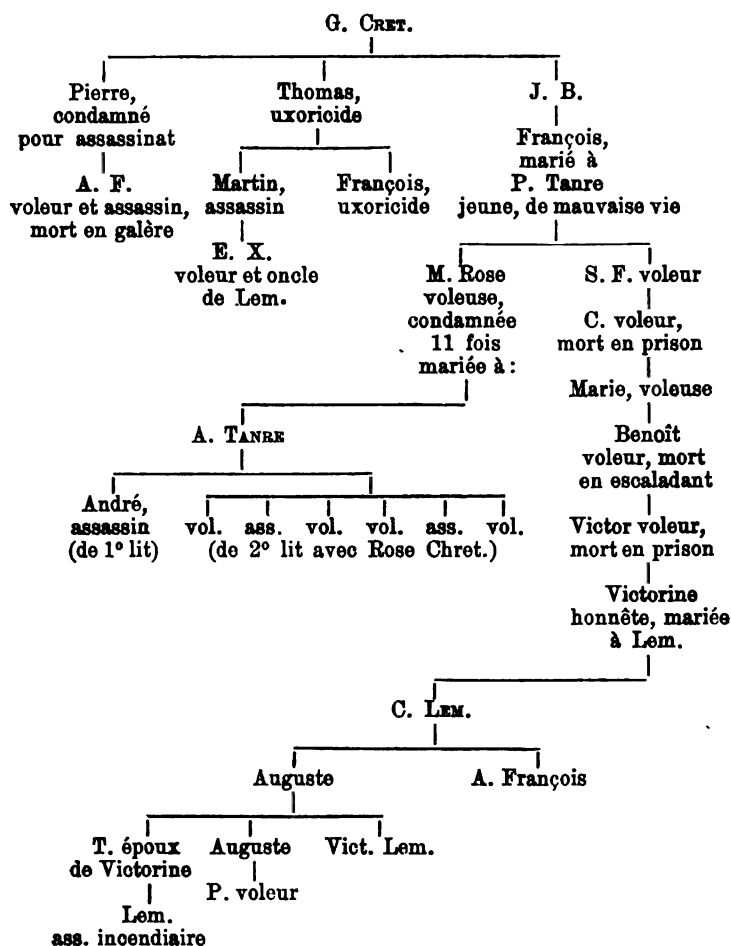 G. CRET.
Pierre,
condamné
pour assassinat
Thomas,
uxoricide
J. B.
François,
marié à
P. Tanre
jeune, de mauvaise vie
A. F.
voleur et assassin,
mort en galère
Martin,
assassin
François,
uxoricide
E. X.
voleur et oncle
de Lem.
M. Rose
voleuse,
condamnée
11 fois
mariée à :
S. F. voleur
C. voleur,
mort en prison
Marie, voleuse
Benoît
voleur, mort
en escaladant
Victor voleur,
mort en prison
Victorine
honnête, mariée
à Lem.
A. TANRE
André,
assassin
(de 1º lit)
vol. ass. vol. vol. ass. vol.
(de 2º lit avec Rose Chret.)
C. LEM.
Auguste
A. François
T. époux
de Victorine
Auguste
Vict. Lem.
P. voleur
Lem.
ass. incendiaire